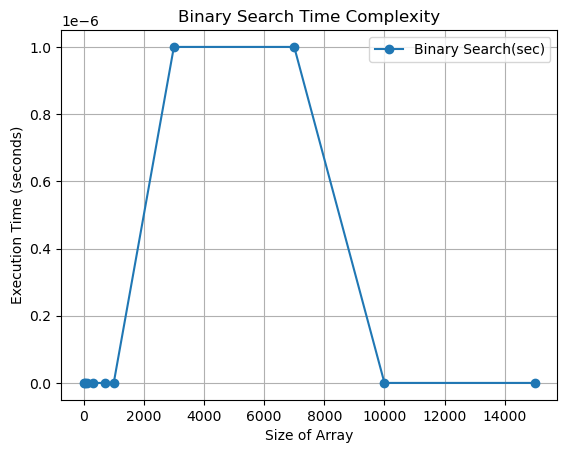 Binary Search Time Complexity
1e−6
Binary Search(sec)
1.0
0.8
0.6
0.4
0.2
0.0
Execution Time (seconds)
0 2000 4000 6000 8000 10000 12000 14000
Size of Array